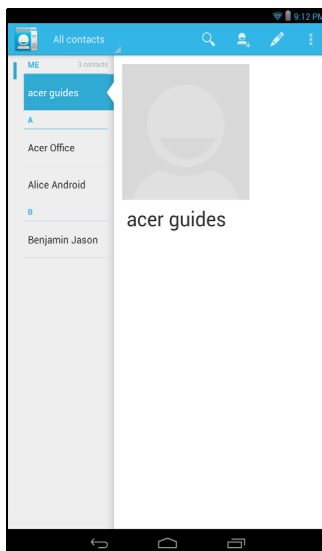 9:12 PM
All contacts
ME 3 contacts
acer guides
A
Acer Office
Alice Android
B
Benjamin Jason
acer guides